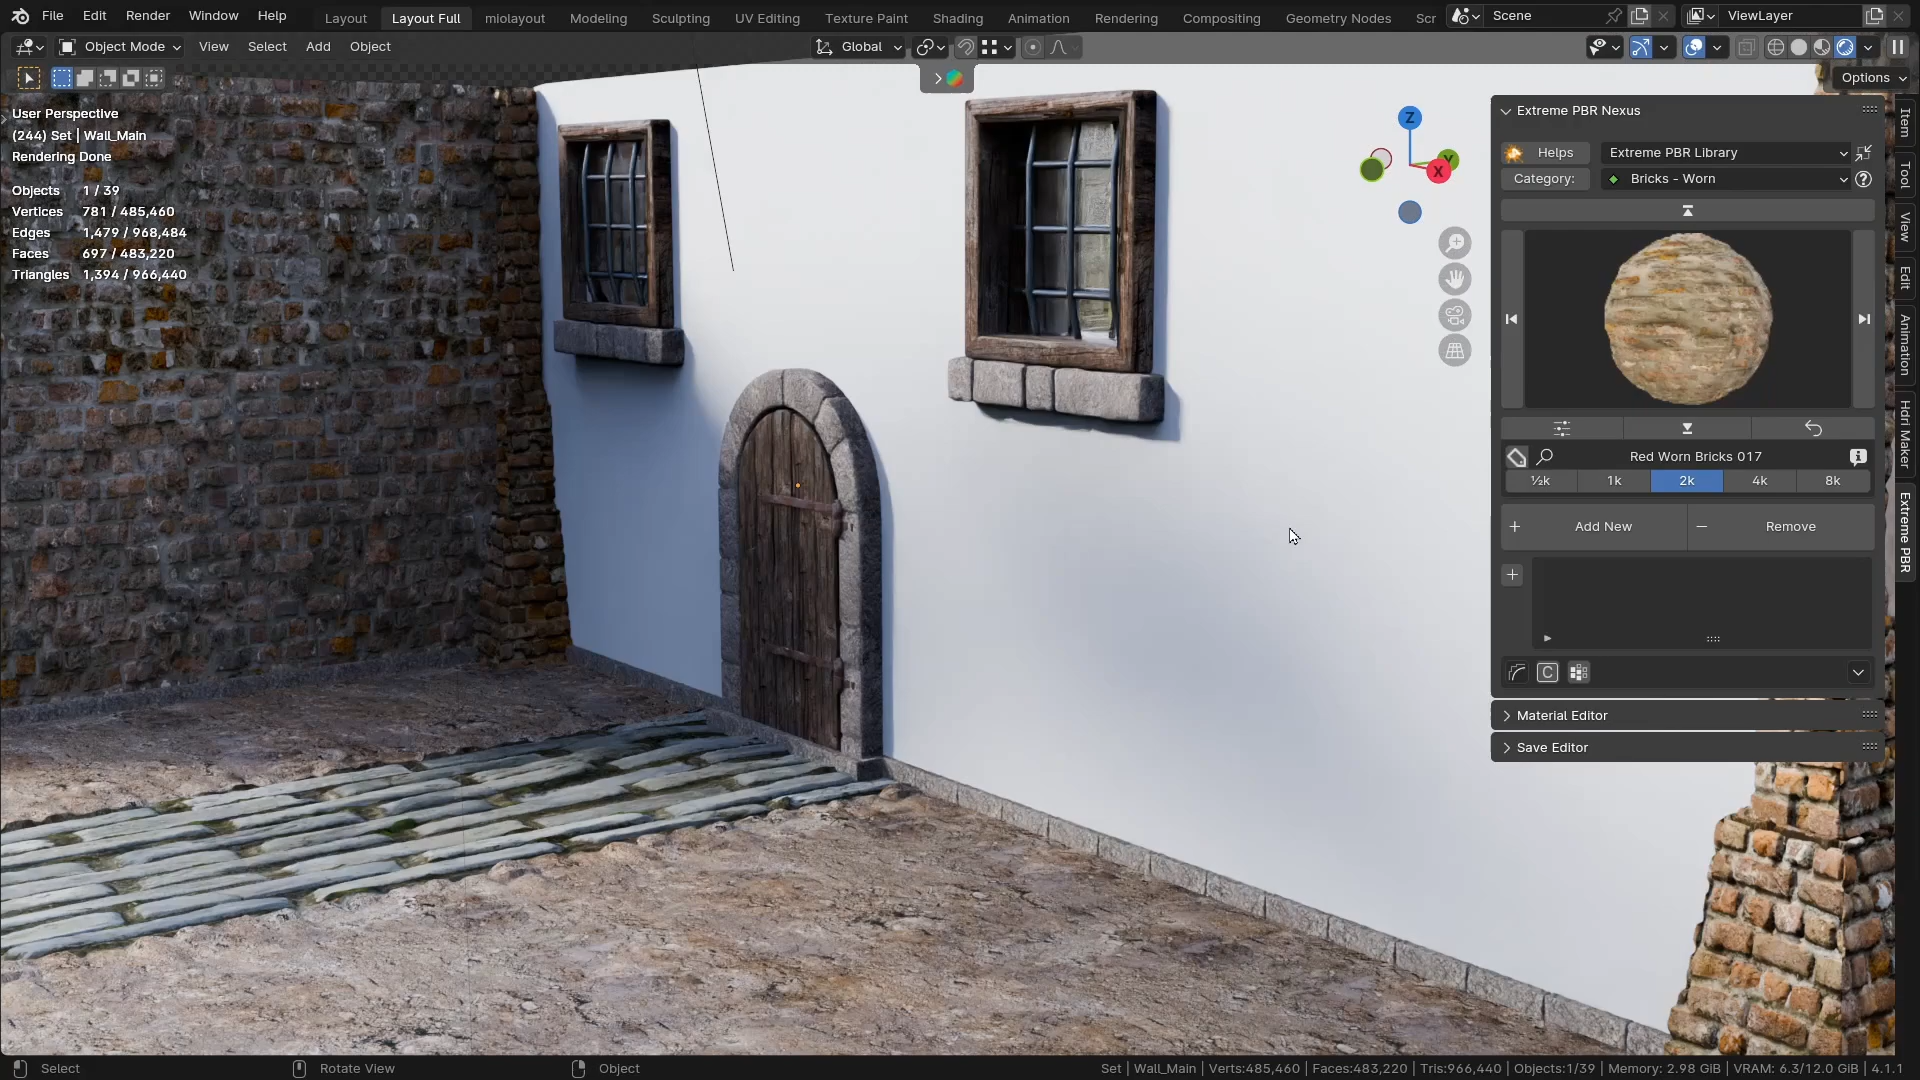 File Edit Render Window Help Layout Layout Full miolayout Modeling Sculpting UV Editing Texture Paint Shading Animation Rendering Compositing Geometry Nodes Scr Scene ViewLayer
Object Mode View Select Add Object Global
Options
User Perspective
(244) Set | Wall_Main
Rendering Done
Objects 1 / 39
Vertices 781 / 485,460
Edges 1,479 / 968,484
Faces 697 / 483,220
Triangles 1,394 / 966,440
Z
Y
X
Extreme PBR Nexus
Helps Extreme PBR Library
Category: Bricks - Worn
Red Worn Bricks 017
½k 1k 2k 4k 8k
+ Add New − Remove
C
Material Editor
Save Editor
Item
Tool
View
Edit
Animation
Hdri Maker
Extreme PBR
Select Rotate View Object Set | Wall_Main | Verts:485,460 | Faces:483,220 | Tris:966,440 | Objects:1/39 | Memory: 2.98 GiB | VRAM: 6.3/12.0 GiB | 4.1.1